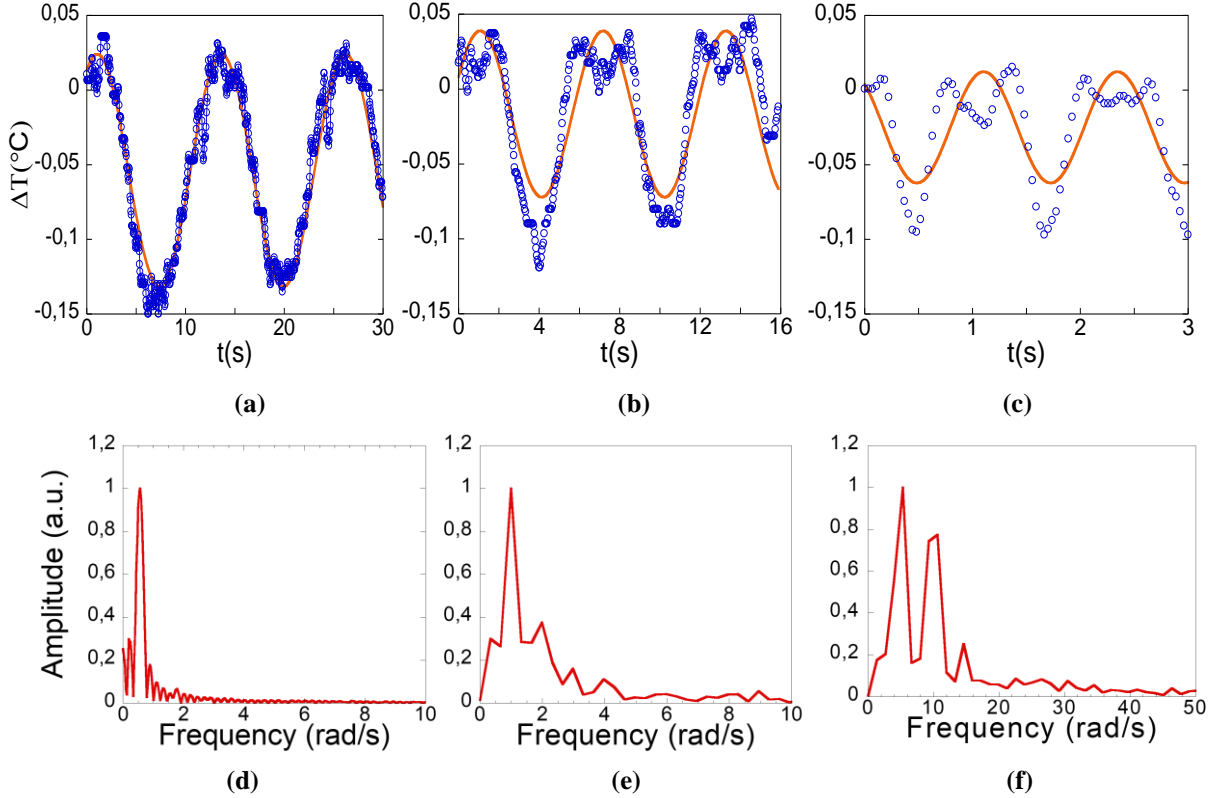 0,05 0,05 0,05
0 0 0
-0,05 -0,05 -0,05
-0,1 -0,1 -0,1
-0,15 -0,15 -0,15
ΔT(°C)
0 10 20 30 0 4 8 12 16 0 1 2 3
t(s) t(s) t(s)
(a) (b) (c)
1,2 1,2 1,2
1 1 1
0,8 0,8 0,8
0,6 0,6 0,6
0,4 0,4 0,4
0,2 0,2 0,2
0 0 0
Amplitude (a.u.)
0 2 4 6 8 10 0 2 4 6 8 10 0 10 20 30 40 50
Frequency (rad/s) Frequency (rad/s) Frequency (rad/s)
(d) (e) (f)